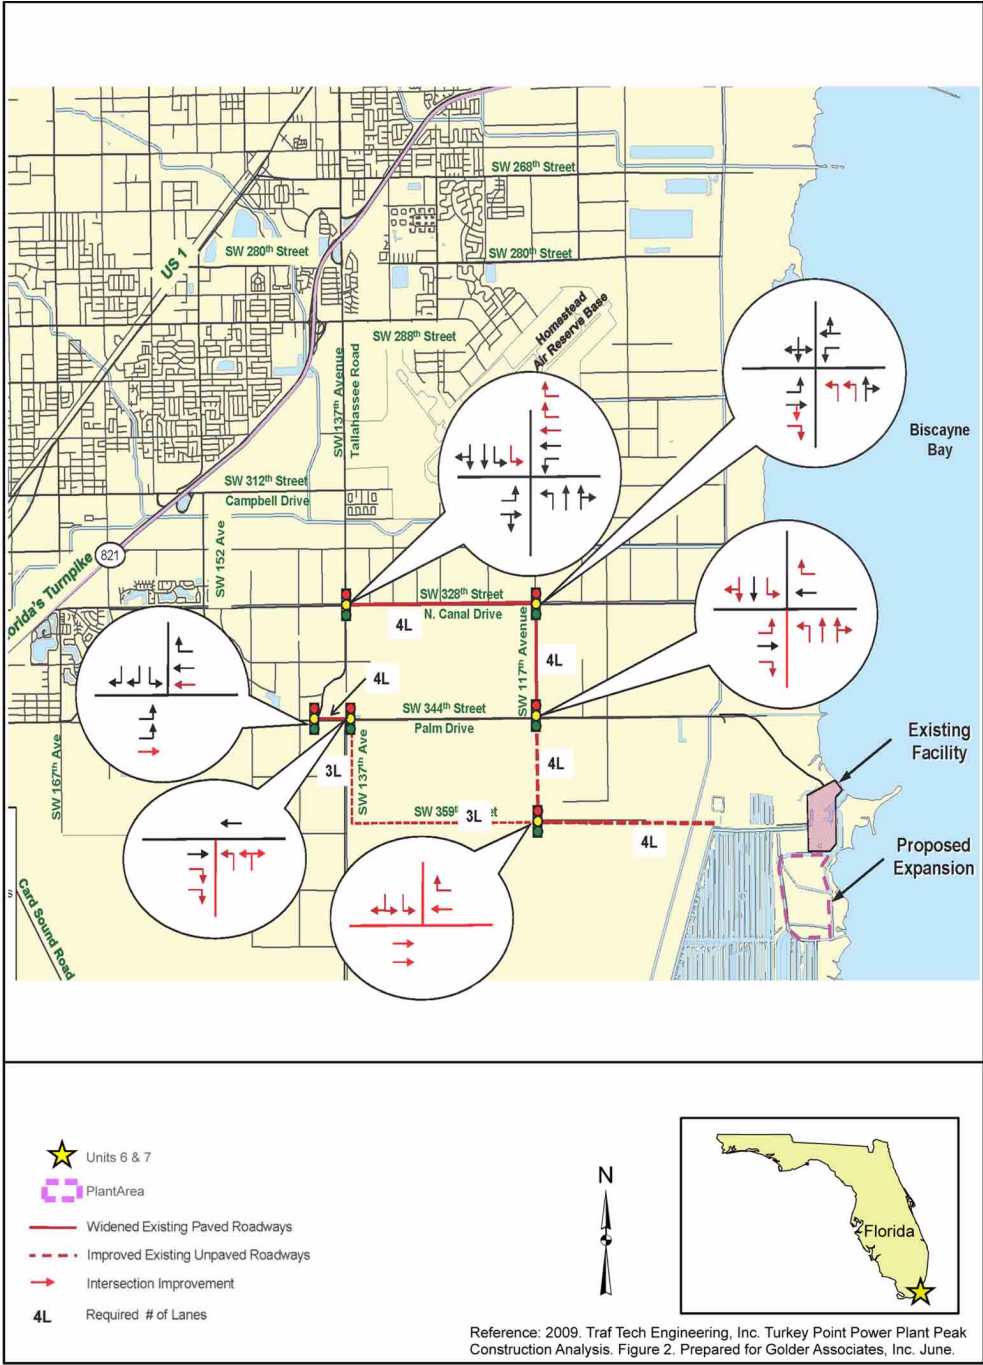 SW 268th Street
SW 280th Street
SW 280th Street
US 1
Homestead
Air Reserve Base
SW 288th Street
SW 137th Avenue
Tallahassee Road
Biscayne
Bay
SW 312th Street
Campbell Drive
821
Florida's Turnpike
SW 152 Ave
SW 328th Street
N. Canal Drive
4L
SW 117th Avenue
4L
4L
SW 344th Street
Palm Drive
Existing
Facility
SW 167th Ave
3L
SW 137th Ave
4L
SW 359th
3L
4L
Proposed
Expansion
Card Sound Road
Units 6 & 7
PlantArea
Widened Existing Paved Roadways
Improved Existing Unpaved Roadways
Intersection Improvement
4L Required # of Lanes
N
Florida
Reference: 2009. Traf Tech Engineering, Inc. Turkey Point Power Plant Peak
Construction Analysis. Figure 2. Prepared for Golder Associates, Inc. June.